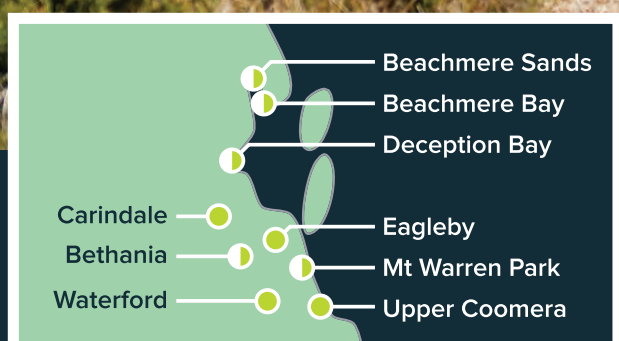 Beachmere Sands
Beachmere Bay
Deception Bay
Carindale
Eagleby
Bethania
Mt Warren Park
Waterford
Upper Coomera